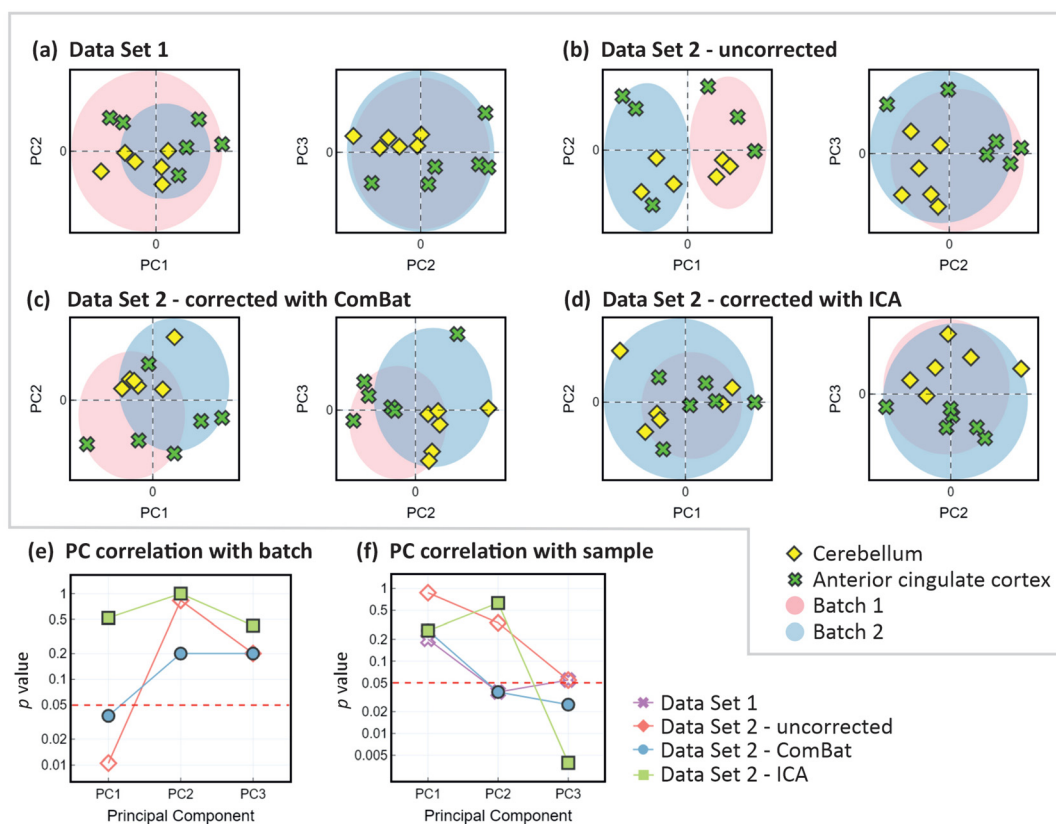 (a) Data Set 1
(b) Data Set 2 - uncorrected
PC2
0
0
PC1
PC3
0
0
PC2
PC2
0
0
PC1
PC3
0
0
PC2
(c) Data Set 2 - corrected with ComBat
(d) Data Set 2 - corrected with ICA
PC2
0
0
PC1
PC3
0
0
PC2
PC2
0
0
PC1
PC3
0
0
PC2
(e) PC correlation with batch
p value
1
0.5
0.2
0.1
0.05
0.02
0.01
PC1 PC2 PC3
Principal Component
(f) PC correlation with sample
p value
1
0.5
0.2
0.1
0.05
0.02
0.01
0.005
PC1 PC2 PC3
Principal Component
Cerebellum
Anterior cingulate cortex
Batch 1
Batch 2
Data Set 1
Data Set 2 - uncorrected
Data Set 2 - ComBat
Data Set 2 - ICA